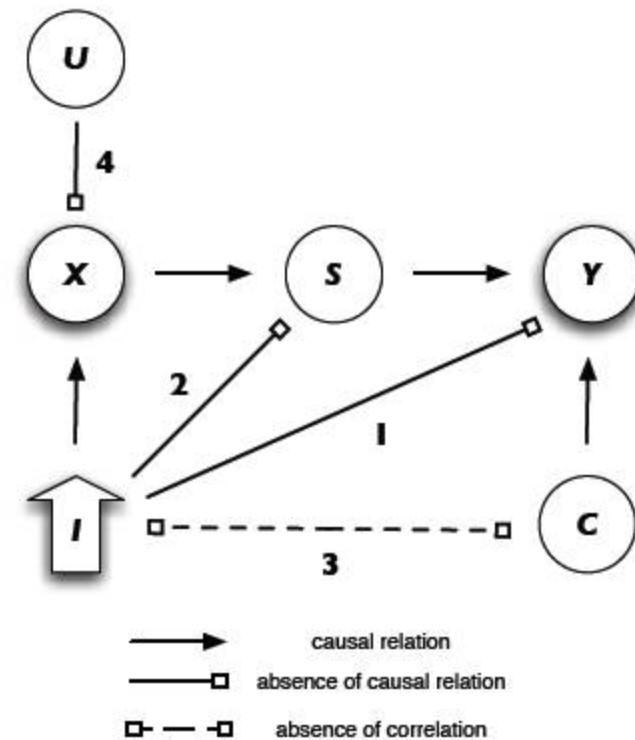 U
4
X
S
Y
2
1
I
C
3
causal relation
absence of causal relation
absence of correlation